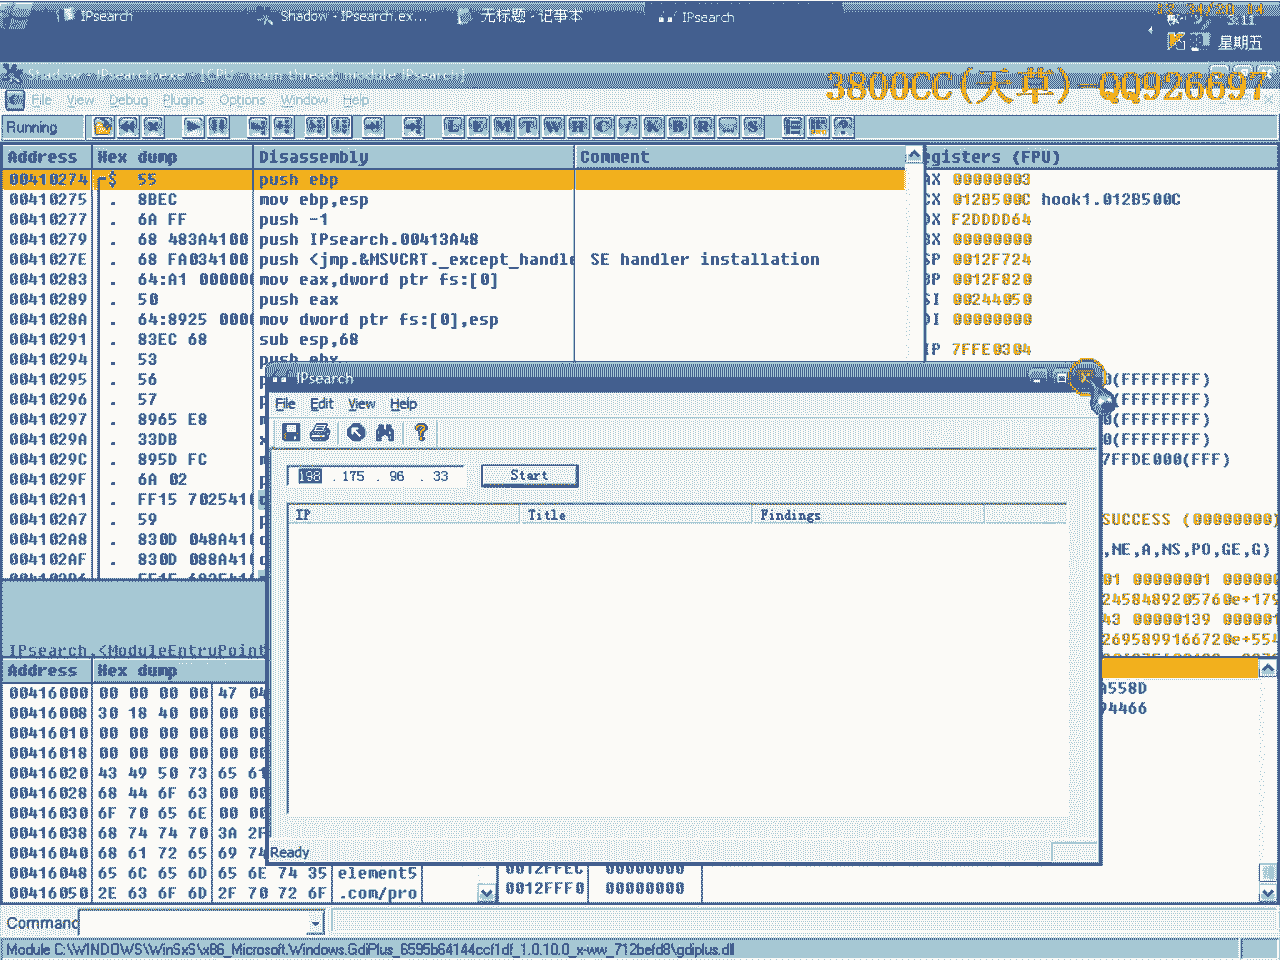 IPsearch
Shadow - IPsearch.ex...
无标题 - 记事本
IPsearch
3:11
星期五
Shadow - IPsearch.exe - [CPU - main thread, module IPsearch]
3800CC(天草)-QQ926697
File View Debug Plugins Options Window Help
Running
L E M T W H C / K B R ... S
Address Hex dump Disassembly Comment
egisters (FPU)
00410274 $ 55 push ebp
00410275 . 8BEC mov ebp,esp
00410277 . 6A FF push -1
00410279 . 68 483A4100 push IPsearch.00413A48
0041027E . 68 FA034100 push <jmp.&MSVCRT._except_handle SE handler installation
00410283 . 64:A1 000000 mov eax,dword ptr fs:[0]
00410289 . 50 push eax
0041028A . 64:8925 0000 mov dword ptr fs:[0],esp
00410291 . 83EC 68 sub esp,68
00410294 . 53 push ebx
00410295 . 56
00410296 . 57
00410297 . 8965 E8
0041029A . 33DB
0041029C . 895D FC
0041029F . 6A 02
004102A1 . FF15 7025410
004102A7 . 59
004102A8 . 830D 048A410
004102AF . 830D 088A410
AX 00000003
CX 012B500C hook1.012B500C
DX F2DDDD64
BX 00000000
SP 0012F724
BP 0012F820
SI 00244050
DI 00000000
IP 7FFE0304
0(FFFFFFFF)
(FFFFFFFF)
0(FFFFFFFF)
0(FFFFFFFF)
7FFDE000(FFF)
SUCCESS (00000000)
,NE,A,NS,PO,GE,G)
01 00000001 000000
2458489205760e+179
43 00000139 000001
2695899166720e+554
IPsearch
File Edit View Help
198 . 175 . 96 . 33
Start
IP Title Findings
Ready
IPsearch.<ModuleEntryPoint
Address Hex dump
00416000 00 00 00 00 47 04
00416008 30 18 40 00 00 00
00416010 00 00 00 00 00 00
00416018 00 00 00 00 00 00
00416020 43 49 50 73 65 61
00416028 68 44 6F 63 00 00
00416030 6F 70 65 6E 00 00
00416038 68 74 74 70 3A 2F
00416040 68 61 72 65 69 74
00416048 65 6C 65 6D 65 6E 74 35 element5
00416050 2E 63 6F 6D 2F 70 72 6F .com/pro
A558D
94466
0012FFEC 00000000
0012FFF0 00000000
Command
Module C:\WINDOWS\WinSxS\x86_Microsoft.Windows.GdiPlus_6595b64144ccf1df_1.0.10.0_x-ww_712befd8\gdiplus.dll